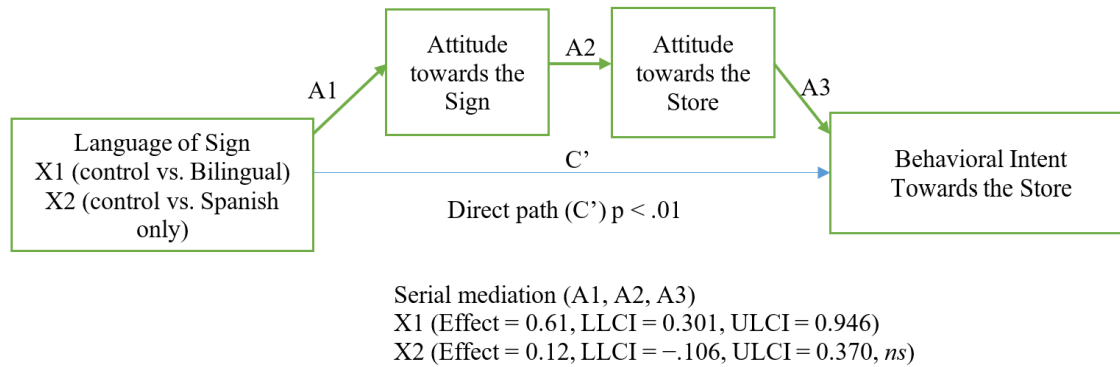 Attitude
towards the
Sign
A2
Attitude
towards the
Store
A1
A3
Language of Sign
X1 (control vs. Bilingual)
X2 (control vs. Spanish
only)
C’
Behavioral Intent
Towards the Store
Direct path (C’) p < .01
Serial mediation (A1, A2, A3)
X1 (Effect = 0.61, LLCI = 0.301, ULCI = 0.946)
X2 (Effect = 0.12, LLCI = −.106, ULCI = 0.370, ns)